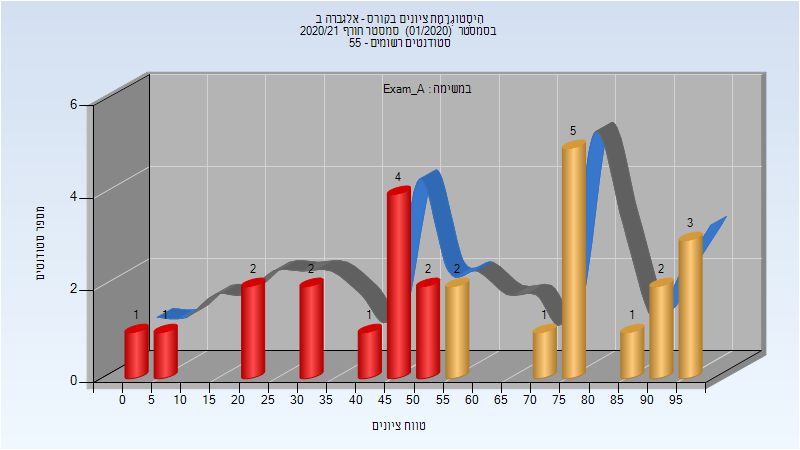 היסטוגרמת ציונים בקורס - אלגברה ב
בסמסטר (01/2020) סמסטר חורף 2020/21
סטודנטים רשומים - 55
במשימה : Exam_A
מספר סטודנטים
6
4
2
0
1 1 2 2 1 4 2 2 1 5 1 2 3
0 5 10 15 20 25 30 35 40 45 50 55 60 65 70 75 80 85 90 95
טווח ציונים